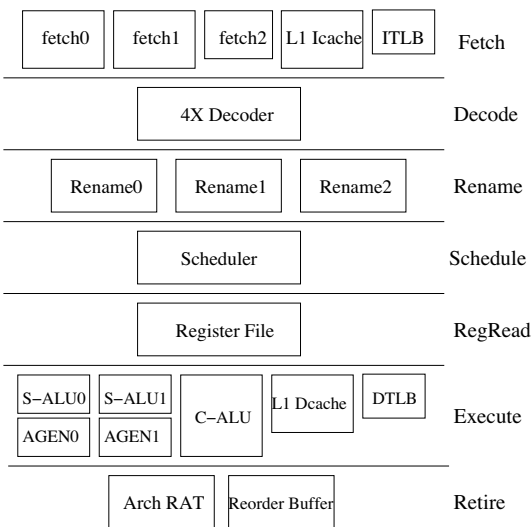 fetch0 fetch1 fetch2 L1 Icache ITLB Fetch
4X Decoder Decode
Rename0 Rename1 Rename2 Rename
Scheduler Schedule
Register File RegRead
S−ALU0 S−ALU1 C−ALU L1 Dcache DTLB Execute
AGEN0 AGEN1
Arch RAT Reorder Buffer Retire